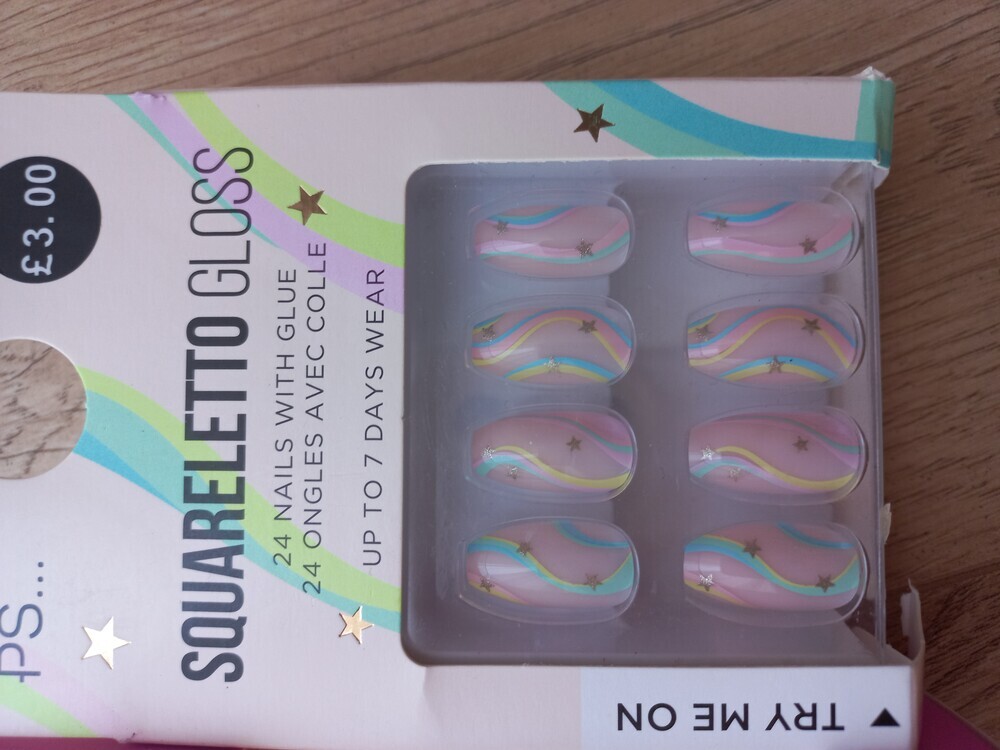 £3.00
PS...
SQUARELETTO GLOSS
24 NAILS WITH GLUE
24 ONGLES AVEC COLLE
UP TO 7 DAYS WEAR
TRY ME ON